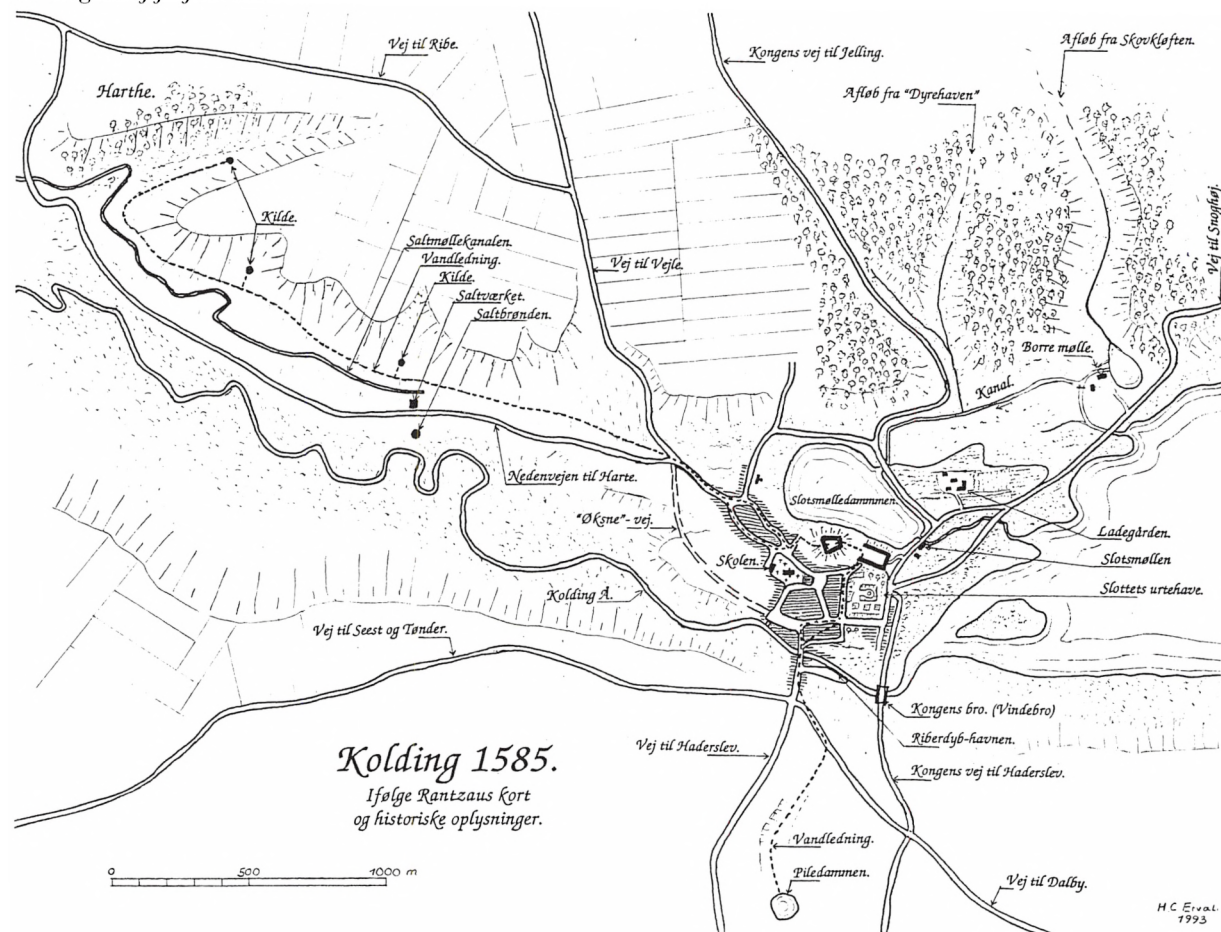 Vej til Ribe.
Kongens vej til Jelling.
Afløb fra Skovkløften.
Harthe.
Afløb fra "Dyrehaven"
Vej til Snoghøj.
Kilde.
Saltmøllekanalen.
Vandledning.
Kilde.
Saltværket.
Saltbrønden.
Vej til Vejle.
Borre mølle.
Kanal.
Nedenvejen til Harte.
Slotsmølledammmen.
"Øksne"- vej.
Ladegården.
Skolen.
Slotsmøllen
Kolding Å.
Slottets urtehave.
Vej til Seest og Tønder.
Kongens bro. (Vindebro)
Riberdyb-havnen.
Vej til Haderslev.
Kongens vej til Haderslev.
Kolding 1585.
Ifølge Rantzaus kort
og historiske oplysninger.
Vandledning.
Piledammen.
Vej til Dalby.
0 500 1000 m
H.C Erval.
1993